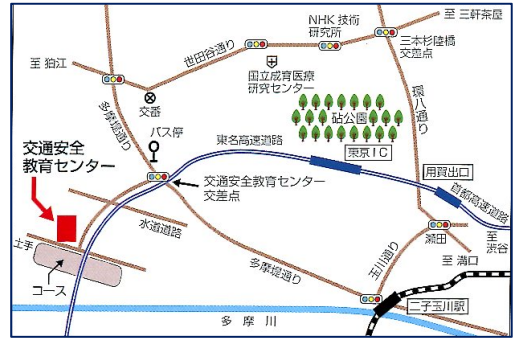 至 三軒茶屋
NHK 技術
研究所
三本杉陸橋
交差点
世田谷通り
至 狛江
国立成育医療
研究センター
交番
環八通り
多摩堤通り
バス停
砧公園
交通安全
教育センター
東名高速道路
東京IC
用賀出口
首都高速道路
交通安全教育センター
交差点
水道道路
土手
コース
多摩堤通り
玉川通り
瀬田
至 溝口
至
渋谷
二子玉川駅
多摩川